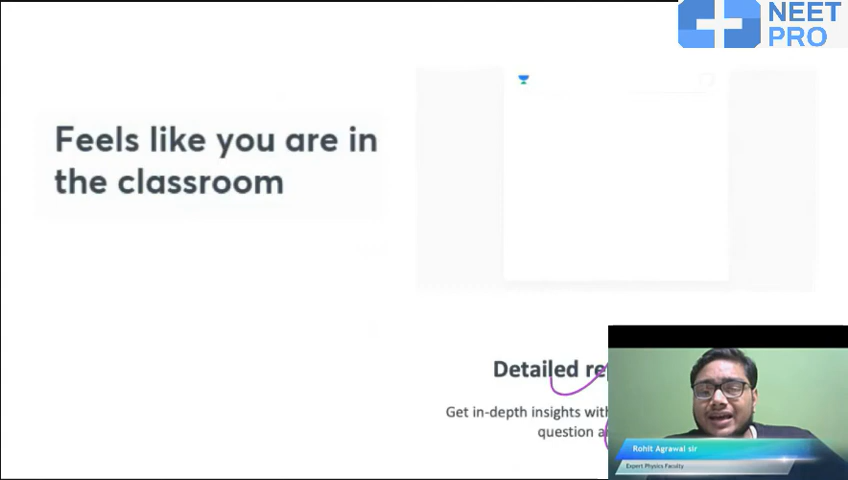 NEET
PRO
Feels like you are in
the classroom
Detailed
Get in-depth insights with
question
Rohit Agrawal sir
Expert Physics Faculty